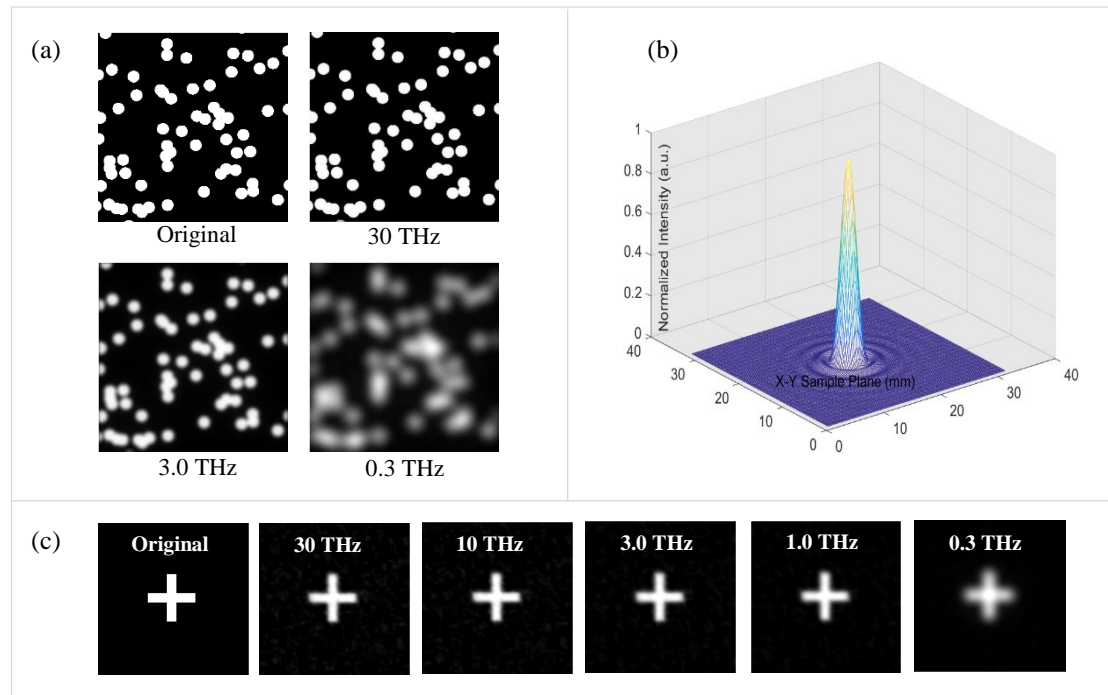 (a)
Original
30 THz
3.0 THz
0.3 THz
(b)
1
0.8
0.6
0.4
0.2
0
Normalized Intensity (a.u.)
40
30
20
10
0
X-Y Sample Plane (mm)
0
10
20
30
40
(c)
Original
30 THz
10 THz
3.0 THz
1.0 THz
0.3 THz